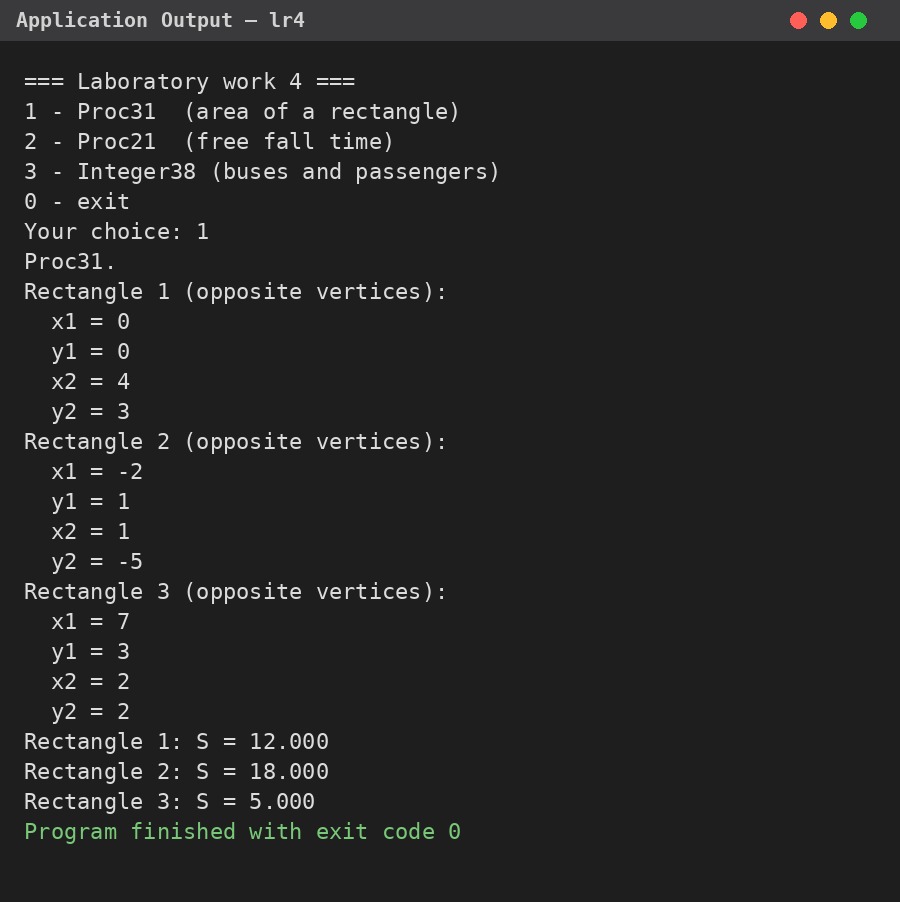 Application Output — lr4
=== Laboratory work 4 ===
1 - Proc31  (area of a rectangle)
2 - Proc21  (free fall time)
3 - Integer38 (buses and passengers)
0 - exit
Your choice: 1
Proc31.
Rectangle 1 (opposite vertices):
  x1 = 0
  y1 = 0
  x2 = 4
  y2 = 3
Rectangle 2 (opposite vertices):
  x1 = -2
  y1 = 1
  x2 = 1
  y2 = -5
Rectangle 3 (opposite vertices):
  x1 = 7
  y1 = 3
  x2 = 2
  y2 = 2
Rectangle 1: S = 12.000
Rectangle 2: S = 18.000
Rectangle 3: S = 5.000
Program finished with exit code 0